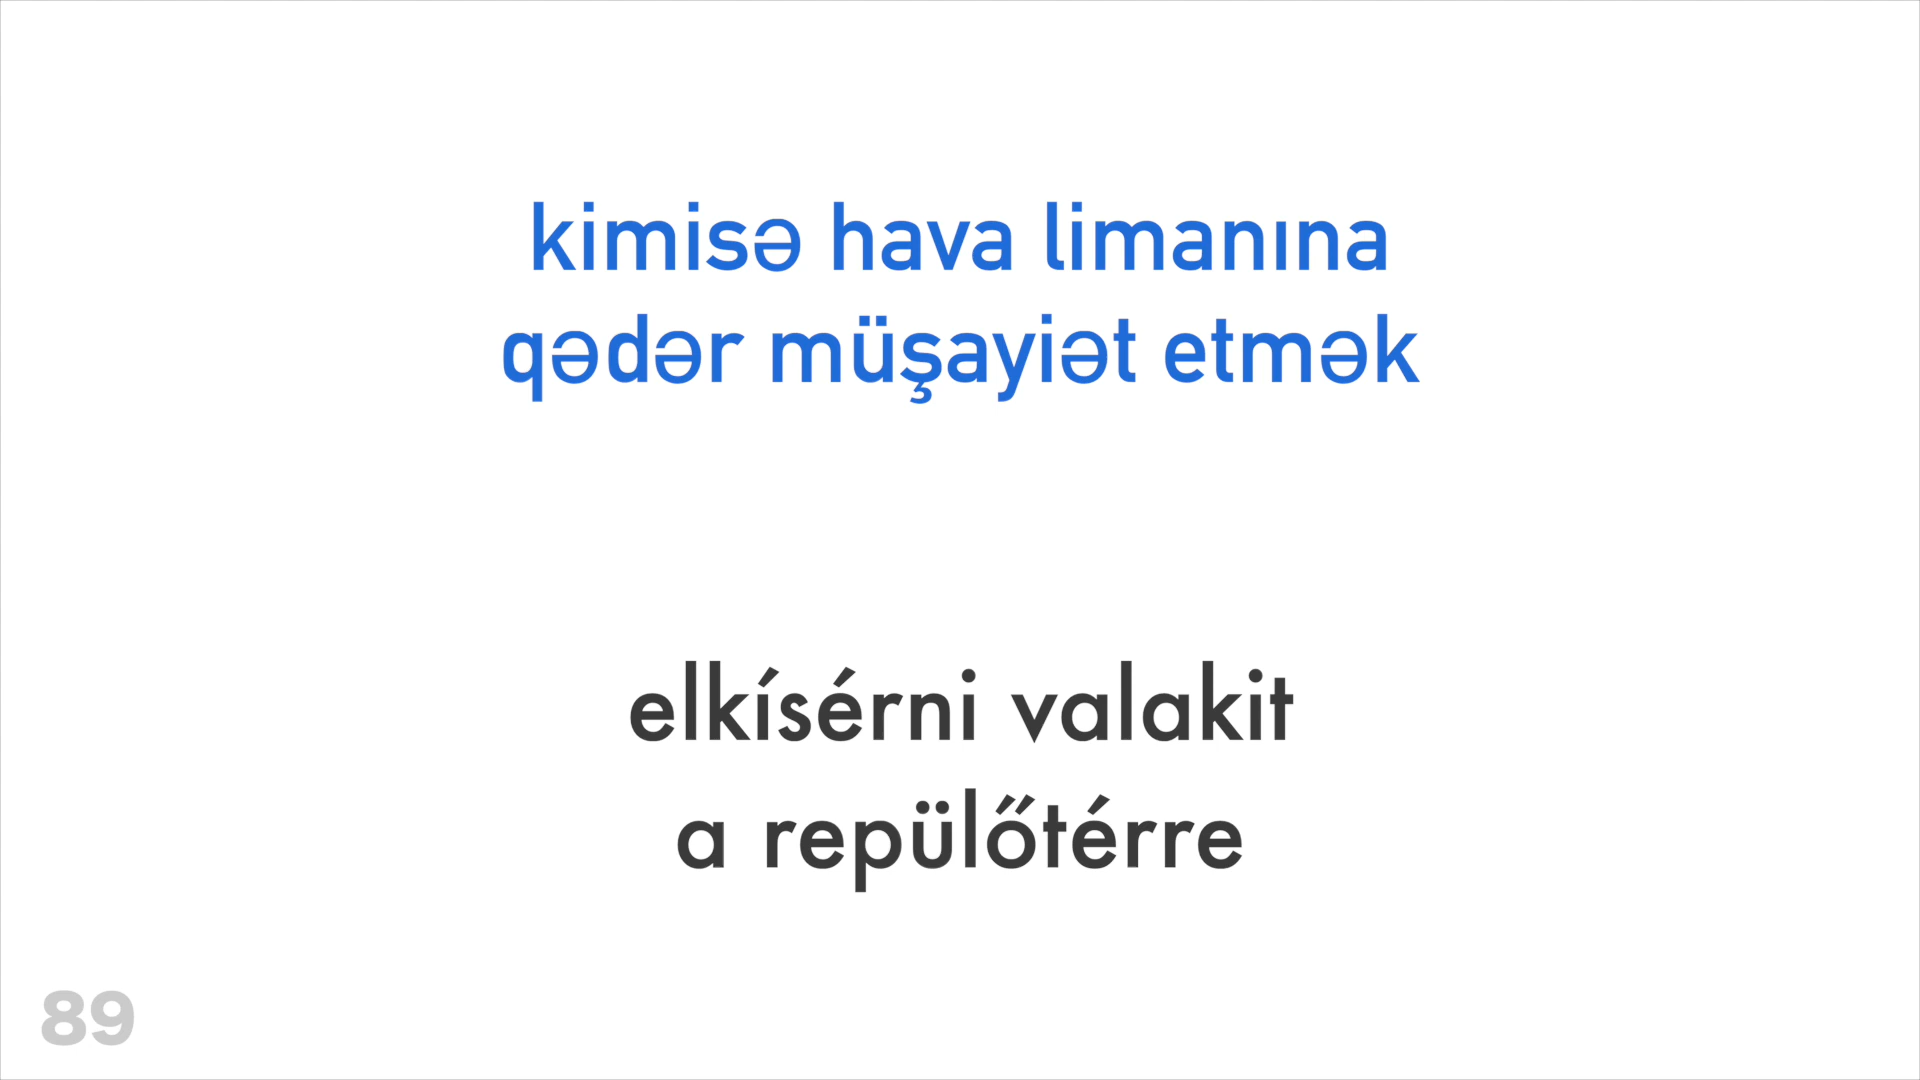 kimisə hava limanına
qədər müşayiət etmək
elkísérni valakit
a repülőtérre
89